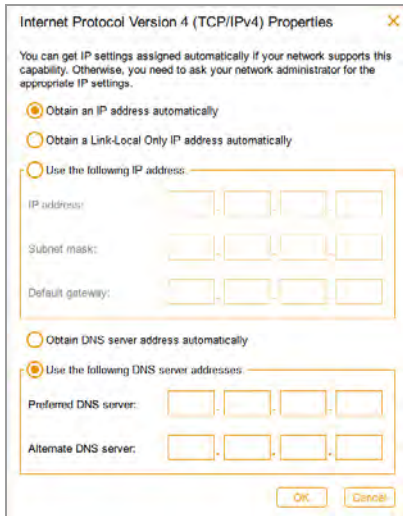 Internet Protocol Version 4 (TCP/IPv4) Properties
You can get IP settings assigned automatically if your network supports this
capability. Otherwise, you need to ask your network administrator for the
appropriate IP settings.
Obtain an IP address automatically
Obtain a Link-Local Only IP address automatically
Use the following IP address:
IP address:
Subnet mask:
Default gateway:
Obtain DNS server address automatically
Use the following DNS server addresses:
Preferred DNS server:
Alternate DNS server:
OK Cancel